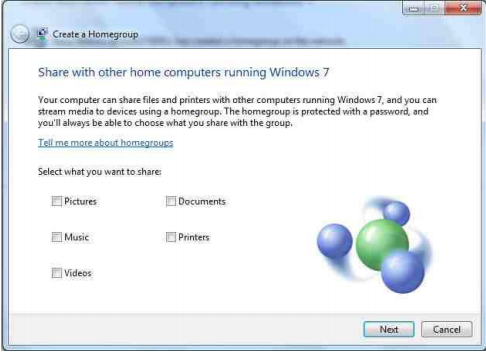 Create a Homegroup
Share with other home computers running Windows 7
Your computer can share files and printers with other computers running Windows 7, and you can
stream media to devices using a homegroup. The homegroup is protected with a password, and
you'll always be able to choose what you share with the group.
Tell me more about homegroups
Select what you want to share:
Pictures
Documents
Music
Printers
Videos
Next
Cancel